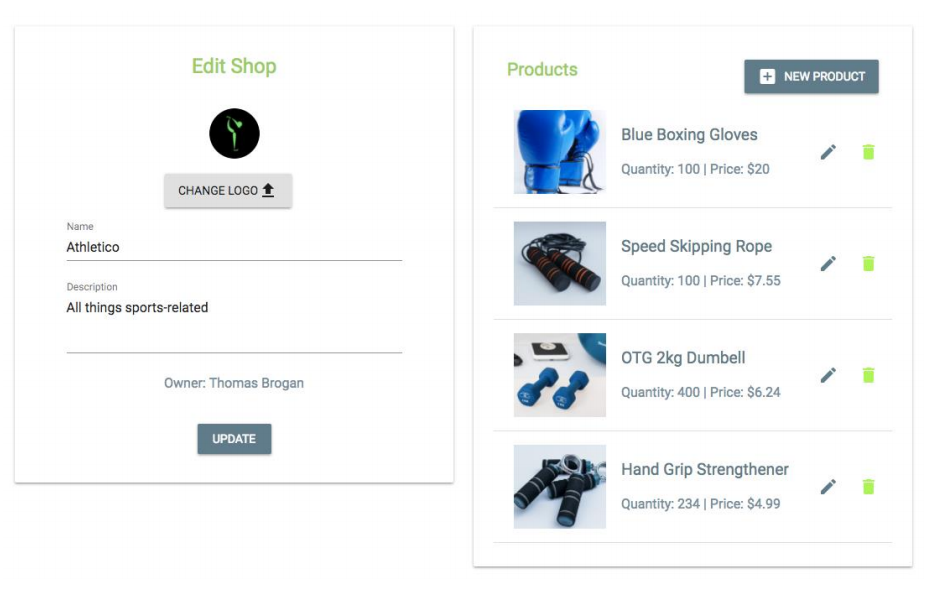 Edit Shop
CHANGE LOGO
Name
Athletico
Description
All things sports-related
Owner: Thomas Brogan
UPDATE
Products
NEW PRODUCT
Blue Boxing Gloves
Quantity: 100 | Price: $20
Speed Skipping Rope
Quantity: 100 | Price: $7.55
OTG 2kg Dumbell
Quantity: 400 | Price: $6.24
Hand Grip Strengthener
Quantity: 234 | Price: $4.99